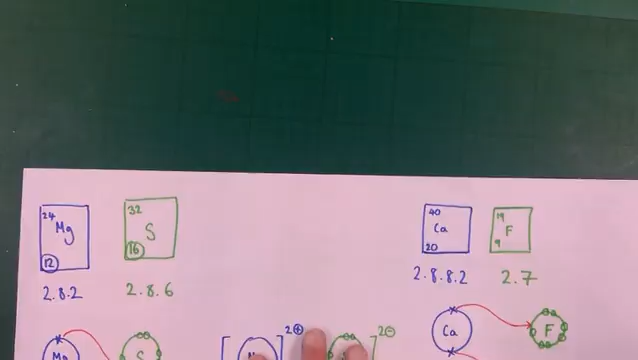 24 Mg 12
32 S 16
40 Ca 20
19 F 9
2.8.2
2.8.6
2.8.8.2
2.7
Mg
S
2+
2-
Ca
F